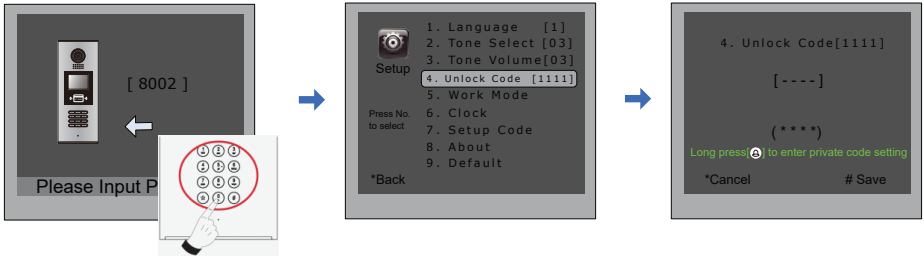 [ 8002 ]
Please Input P
Setup
Press No.
to select
1. Language [1]
2. Tone Select [03]
3. Tone Volume[03]
4. Unlock Code [1111]
5. Work Mode
6. Clock
7. Setup Code
8. About
9. Default
*Back
4. Unlock Code[1111]
[----]
(****)
Long press[] to enter private code setting
*Cancel
# Save